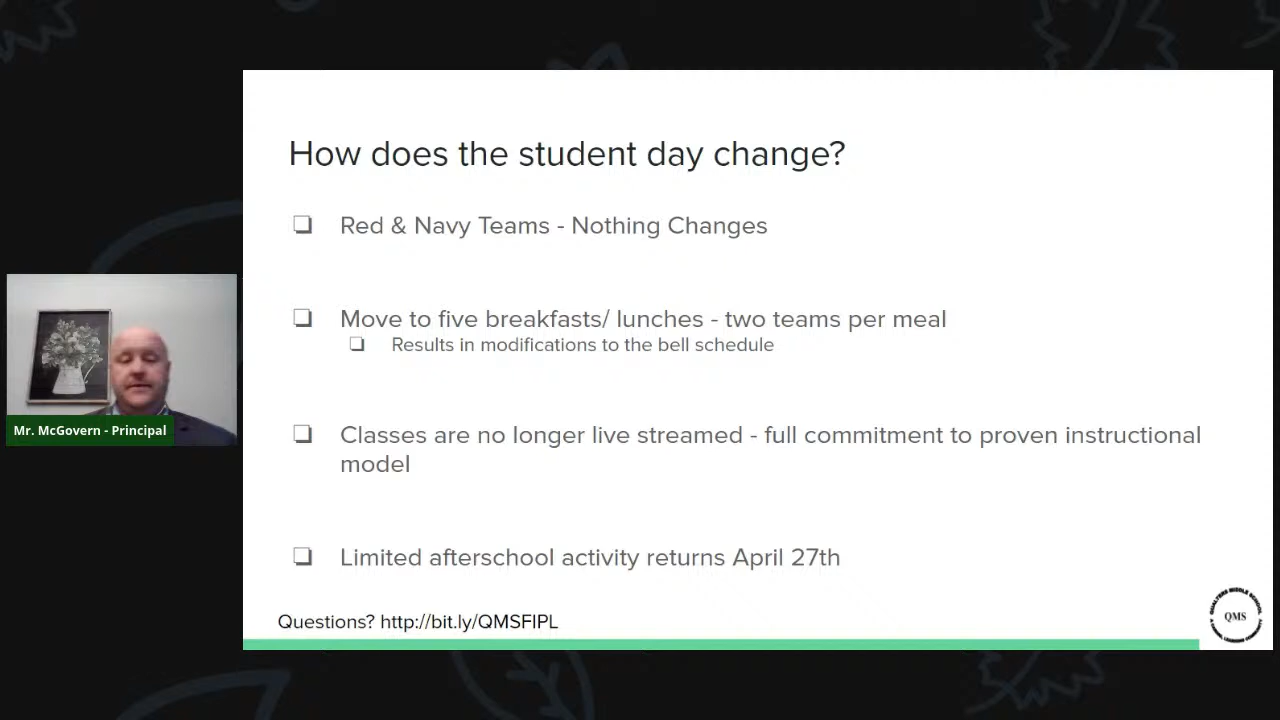 How does the student day change?
❏ Red & Navy Teams - Nothing Changes
❏ Move to five breakfasts/ lunches - two teams per meal
❏ Results in modifications to the bell schedule
❏ Classes are no longer live streamed - full commitment to proven instructional
model
❏ Limited afterschool activity returns April 27th
Questions? http://bit.ly/QMSFIPL
Mr. McGovern - Principal
QMS